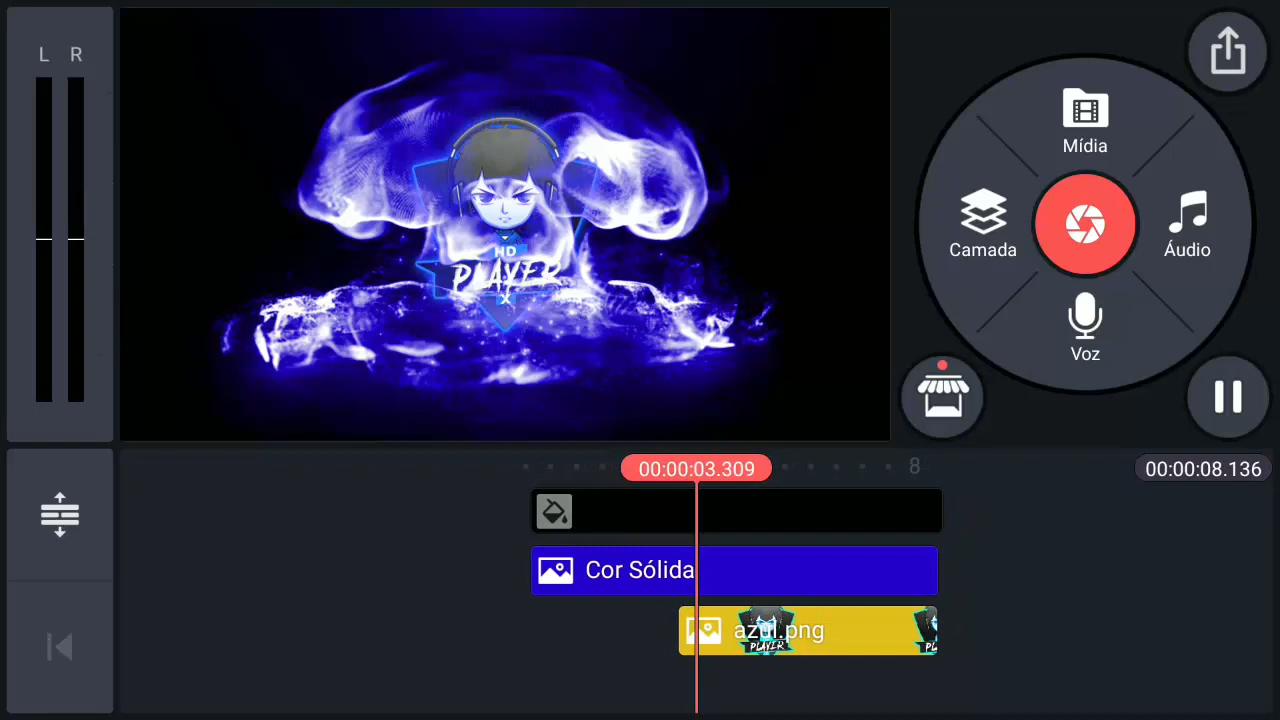 L R
HD
PLAYER
X
Mídia
Camada
Áudio
Voz
00:00:03.309
8
00:00:08.136
Cor Sólida
azul.png
PLAYER
PL